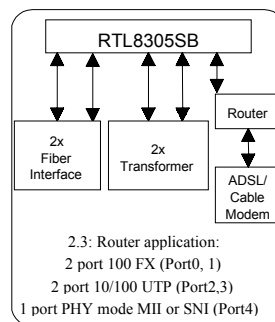 RTL8305SB
2x
Fiber
Interface
2x
Transformer
Router
ADSL/
Cable
Modem
2.3: Router application:
2 port 100 FX (Port0, 1)
2 port 10/100 UTP (Port2,3)
1 port PHY mode MII or SNI (Port4)